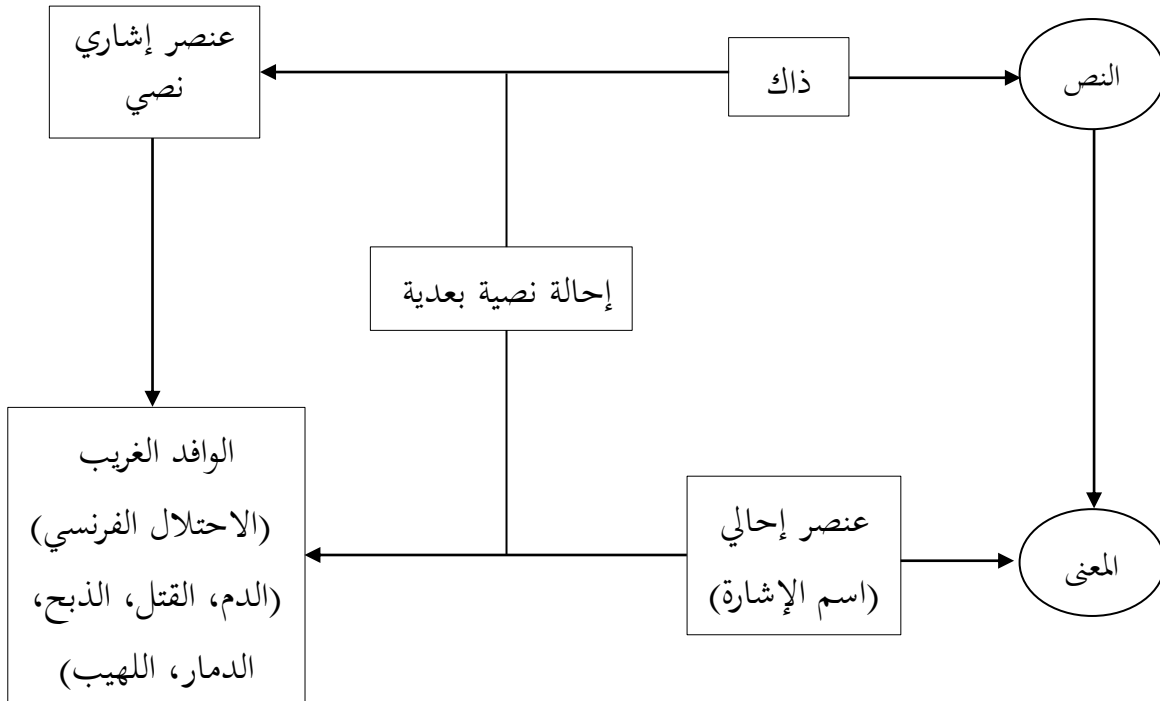 النص
ذاك
عنصر إشاري
نصي
إحالة نصية بعدية
المعنى
عنصر إحالي
(اسم الإشارة)
الوافد الغريب
(الاحتلال الفرنسي)
(الدم، القتل، الذبح،
الدمار، اللهيب)